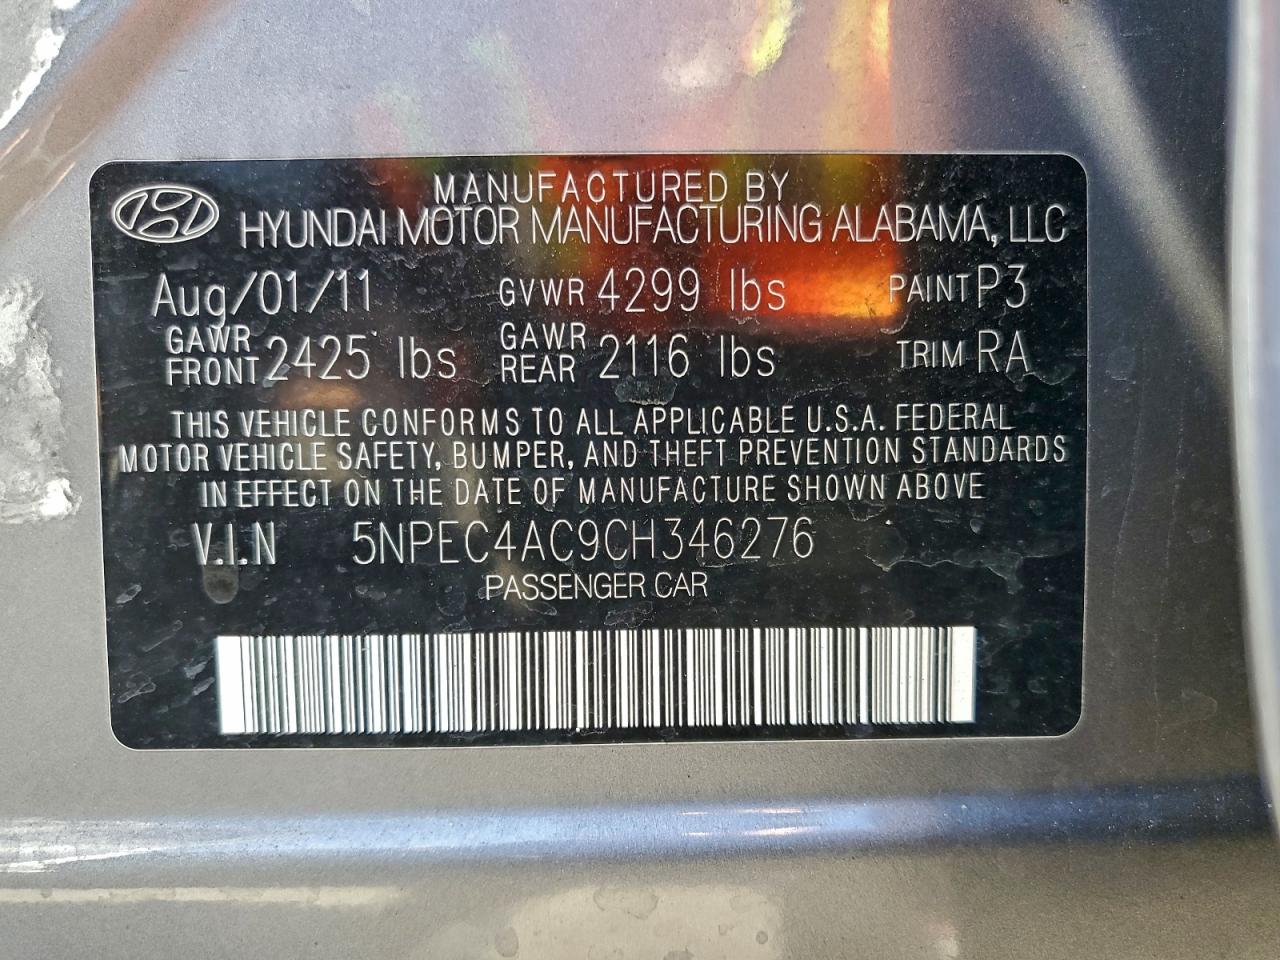 MANUFACTURED BY
HYUNDAI MOTOR MANUFACTURING ALABAMA, LLC
Aug/01/11 GVWR 4299 lbs PAINT P3
GAWR FRONT 2425 lbs GAWR REAR 2116 lbs TRIM RA
THIS VEHICLE CONFORMS TO ALL APPLICABLE U.S.A. FEDERAL
MOTOR VEHICLE SAFETY, BUMPER, AND THEFT PREVENTION STANDARDS
IN EFFECT ON THE DATE OF MANUFACTURE SHOWN ABOVE
V.I.N 5NPEC4AC9CH346276
PASSENGER CAR